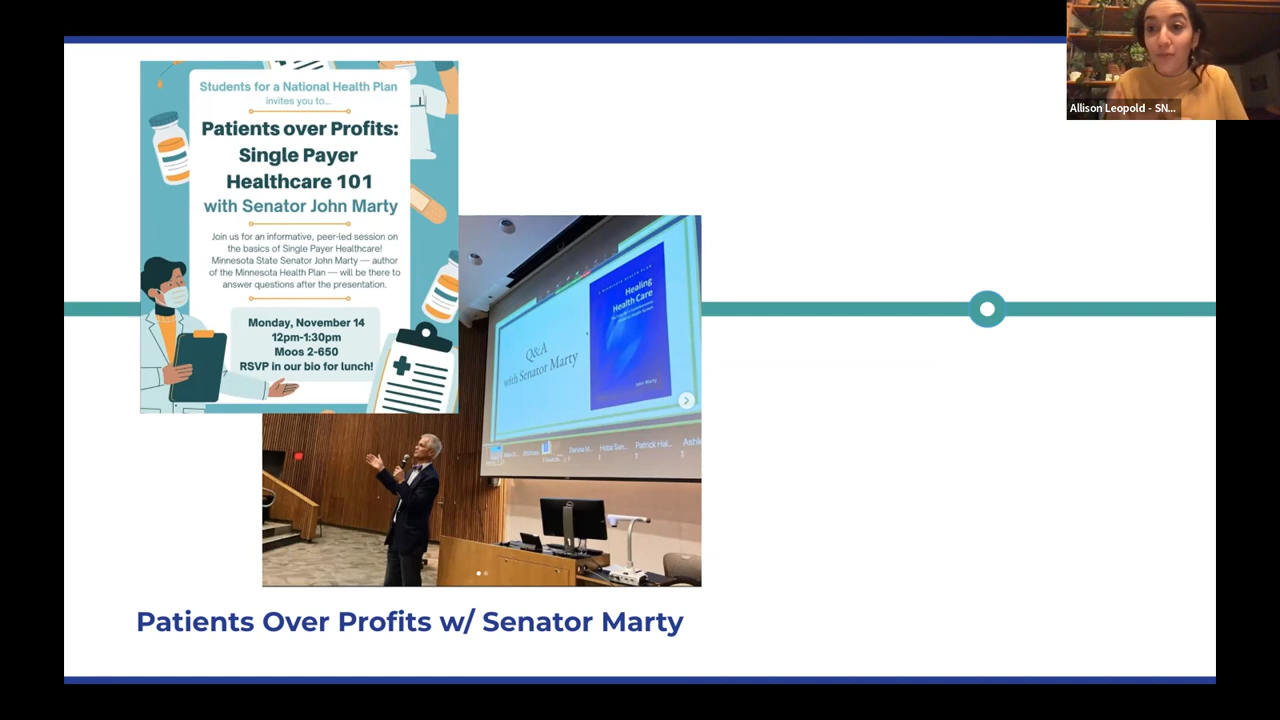 Students for a National Health Plan
invites you to...
Patients over Profits:
Single Payer
Healthcare 101
with Senator John Marty
Join us for an informative, peer-led session on
the basics of Single Payer Healthcare!
Minnesota State Senator John Marty — author
of the Minnesota Health Plan — will be there to
answer questions after the presentation.
Monday, November 14
12pm-1:30pm
Moos 2-650
RSVP in our bio for lunch!
Healing
Health Care
John Marty
Q&A
with Senator Marty
Patrick Hal...
Patients Over Profits w/ Senator Marty
Allison Leopold - SN...